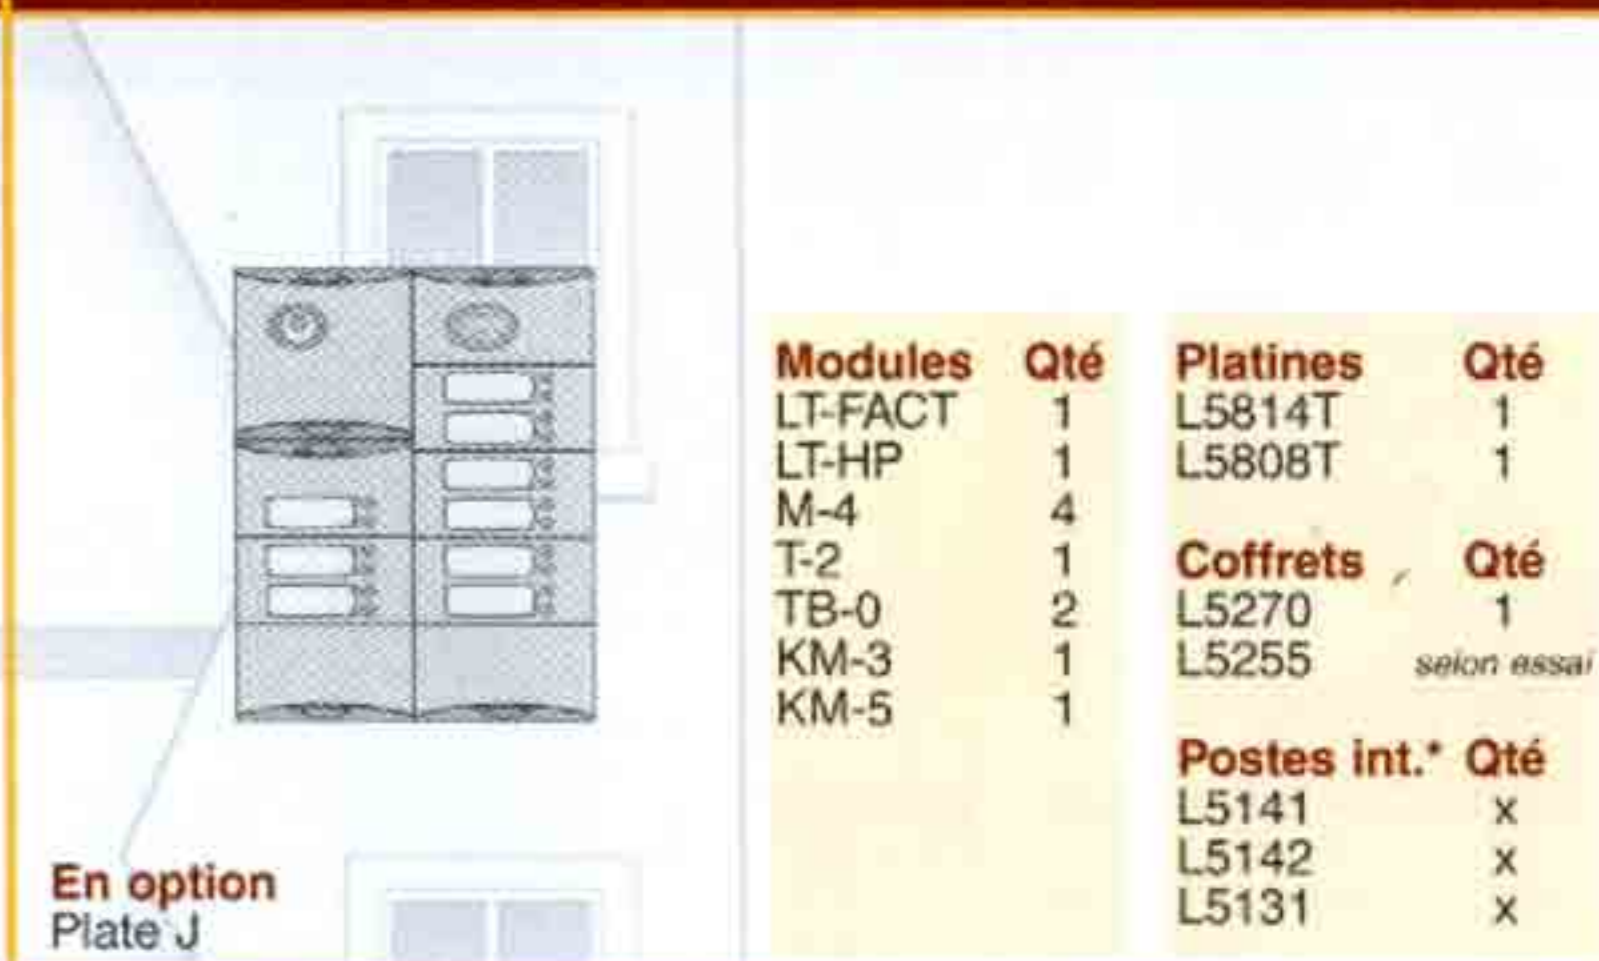 Modules Qté
LT-FACT 1
LT-HP 1
M-4 4
T-2 1
TB-0 2
KM-3 1
KM-5 1
Platines Qté
L5814T 1
L5808T 1
Coffrets Qté
L5270 1
L5255 selon essai
Postes int.* Qté
L5141 x
L5142 x
L5131 x
En option
Plate J